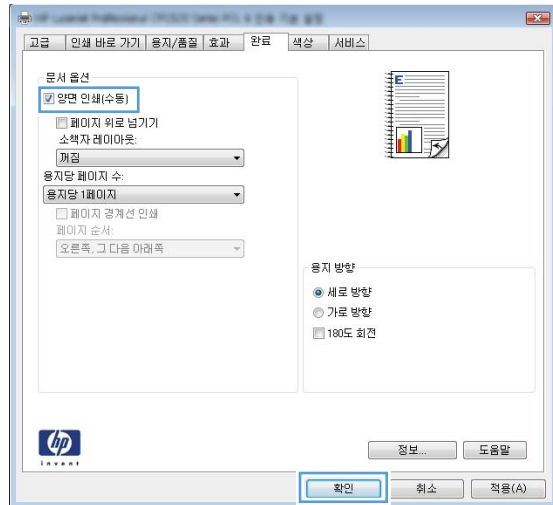 고급 인쇄 바로 가기 용지/품질 효과 완료 색상 서비스
문서 옵션
양면 인쇄(수동)
페이지 위로 넘기기
소책자 레이아웃:
꺼짐
용지당 페이지 수:
용지당 1페이지
페이지 경계선 인쇄
페이지 순서:
오른쪽, 그 다음 아래쪽
E
용지 방향
세로 방향
가로 방향
180도 회전
hp
invent
정보... 도움말
확인 취소 적용(A)